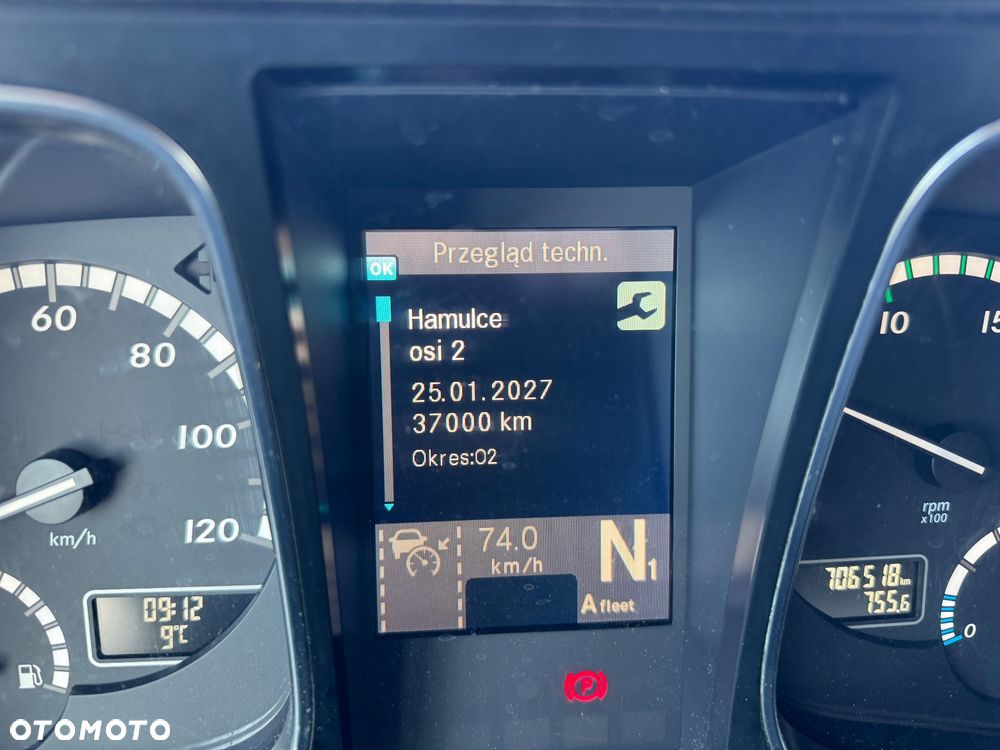 Przegląd techn.
OK
Hamulce
osi 2
25.01.2027
37000 km
Okres:02
74.0
km/h
N1
A fleet
60
80
100
120
km/h
09:12
9°C
10
15
rpm
x100
706518 km
755.6
0
P
OTOMOTO